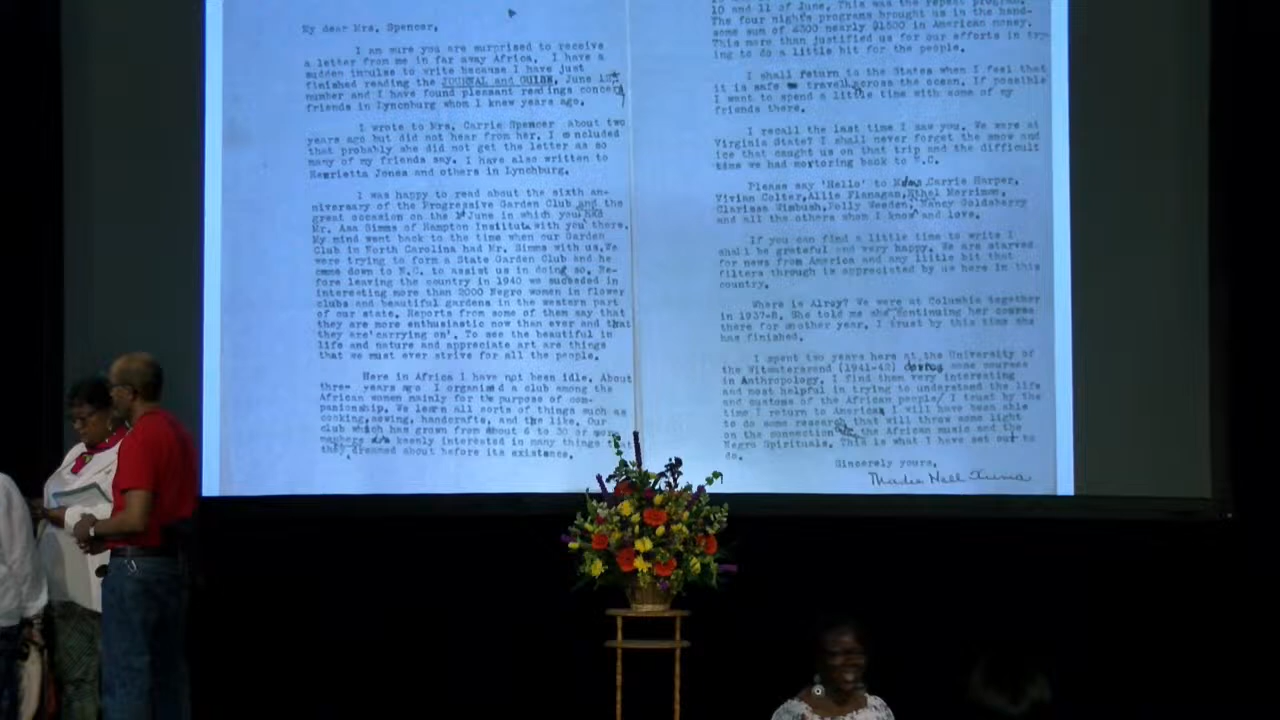 My dear Mrs. Spencer,
I am sure you are surprised to receive
a letter from me in far away Africa. I have a
sudden impulse to write because I have just
finished reading the JOURNAL and GUIDE, June
number and I have found pleasant readings concern
friends in Lynchburg whom I knew years ago.
I wrote to Mrs. Carrie Spencer about two
years ago but did not hear from her. I concluded
that probably she did not get the letter as so
many of my friends say. I have also written to
Henrietta Jones and others in Lynchburg.
I was happy to read about the sixth an-
niversary of the Progressive Garden Club and the
great occasion on the June in which you had
Mr. Asa Simms of Hampton Institute with you there.
My mind went back to the time when our Garden
Club in North Carolina had Mr. Simms with us. We
were trying to form a State Garden Club and he
came down to N.C. to assist us in doing so. Be-
fore leaving the country in 1940 we succeded in
interesting more than 2000 Negro women in flower
clubs and beautiful gardens in the western part
of our state. Reports from some of them say that
they are more enthusiastic now than ever and that
they are 'carrying on'. To see the beautiful in
life and nature and appreciate art are things
that we must ever strive for all the people.
Here in Africa I have not been idle. About
three years ago I organized a club among the
African women mainly for the purpose of com-
panionship. We learn all sorts of things such as
cooking, sewing, handcrafts, and the like. Our
club which has grown from about 6 to 30 or more
members is keenly interested in many things that
they dreamed about before its existence.
10 and 11 of June. This was the repeat program.
The four night's programs brought us in the hand-
some sum of £300 nearly $1500 in American money.
This more than justified us for our efforts in try-
ing to do a little bit for the people.
I shall return to the States when I feel that
it is safe to travel across the ocean. If possible
I want to spend a little time with some of my
friends there.
I recall the last time I saw you. We were at
Virginia State? I shall never forget the snow and
ice that caught us on that trip and the difficult
time we had motoring back to N.C.
Please say 'Hello' to Mdms. Carrie Harper,
Vivian Colter, Allie Flanagan, Ethel Merriman,
Clarissa Wimbush, Polly Weeden, Nancy Goldsberry
and all the others whom I know and love.
If you can find a little time to write I
shall be grateful and very happy. We are starved
for news from America and any little bit that
filters through is appreciated by us here in this
country.
Where is Alroy? We were at Columbia together
in 1937-8. She told me she continuing her course
there for another year. I trust by this time she
has finished.
I spent two years here at the University of
the Witwatersrand (1941-42) doing some courses
in Anthropology. I find them very interesting
and most helpful in trying to understand the life
and customs of the African people/ I trust by the
time I return to America, I will have been able
to do some research that will throw some light
on the connection the African music and the
Negro Spirituals. This is what I have set out to
do.
Sincerely yours,
Madie Hall Xuma